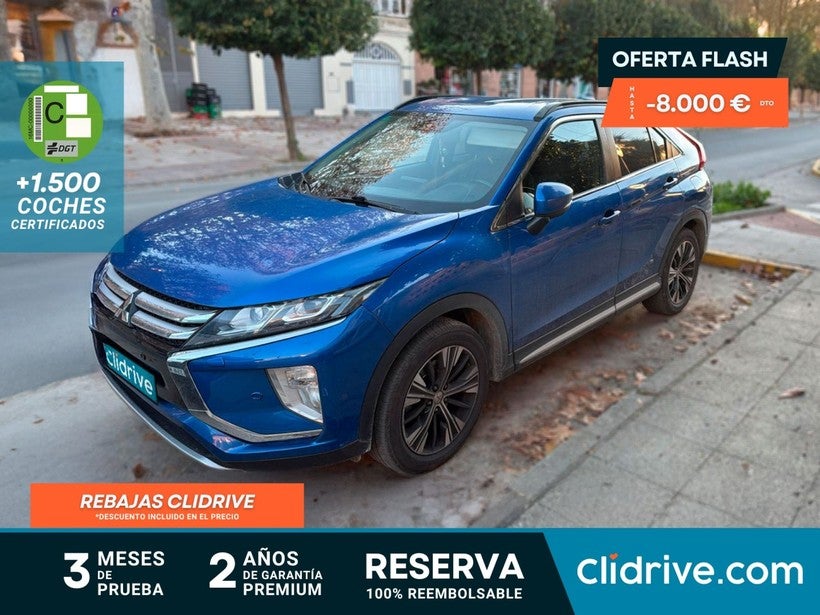 C
DGT
+1.500
COCHES
CERTIFICADOS
OFERTA FLASH
HASTA
-8.000 € DTO
Clidrive
REBAJAS CLIDRIVE
*DESCUENTO INCLUIDO EN EL PRECIO
3 MESES
DE
PRUEBA
2 AÑOS
DE GARANTÍA
PREMIUM
RESERVA
100% REEMBOLSABLE
Clidrive.com